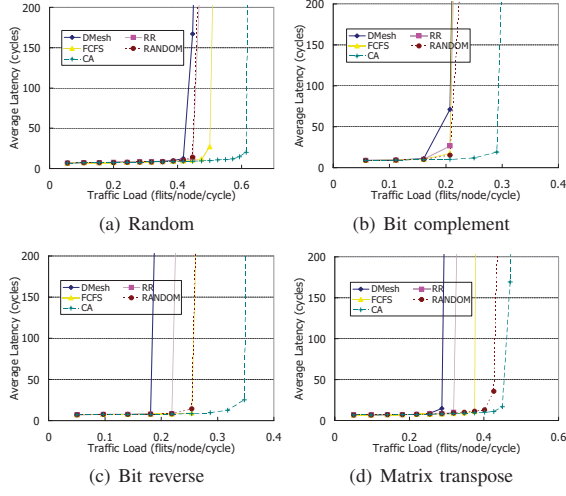 Average Latency (cycles)
200
150
100
50
0
DMesh
RR
FCFS
RANDOM
CA
0
0.2
0.4
0.6
Traffic Load (flits/node/cycle)
(a) Random
Average Latency (cycles)
200
150
100
50
0
DMesh
RR
FCFS
RANDOM
CA
0
0.1
0.2
0.3
0.4
Traffic Load (flits/node/cycle)
(b) Bit complement
Average Latency (cycles)
200
150
100
50
0
DMesh
RR
FCFS
RANDOM
CA
0
0.1
0.2
0.3
0.4
Traffic Load (flits/node/cycle)
(c) Bit reverse
Average Latency (cycles)
200
150
100
50
0
DMesh
RR
FCFS
RANDOM
CA
0
0.1
0.2
0.3
0.4
0.5
Traffic Load (flits/node/cycle)
(d) Matrix transpose